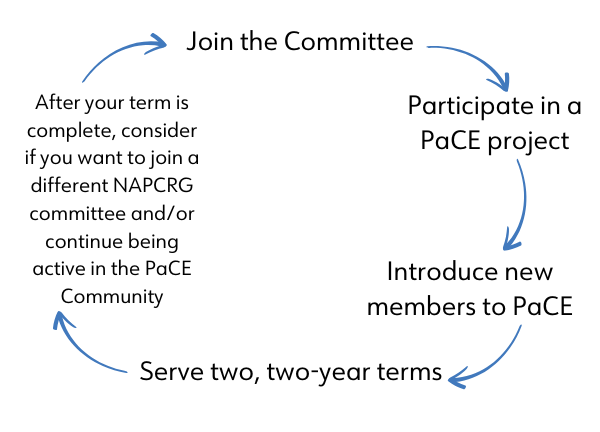 Join the Committee
Participate in a
PaCE project
Introduce new
members to PaCE
Serve two, two-year terms
After your term is
complete, consider
if you want to join a
different NAPCRG
committee and/or
continue being
active in the PaCE
Community